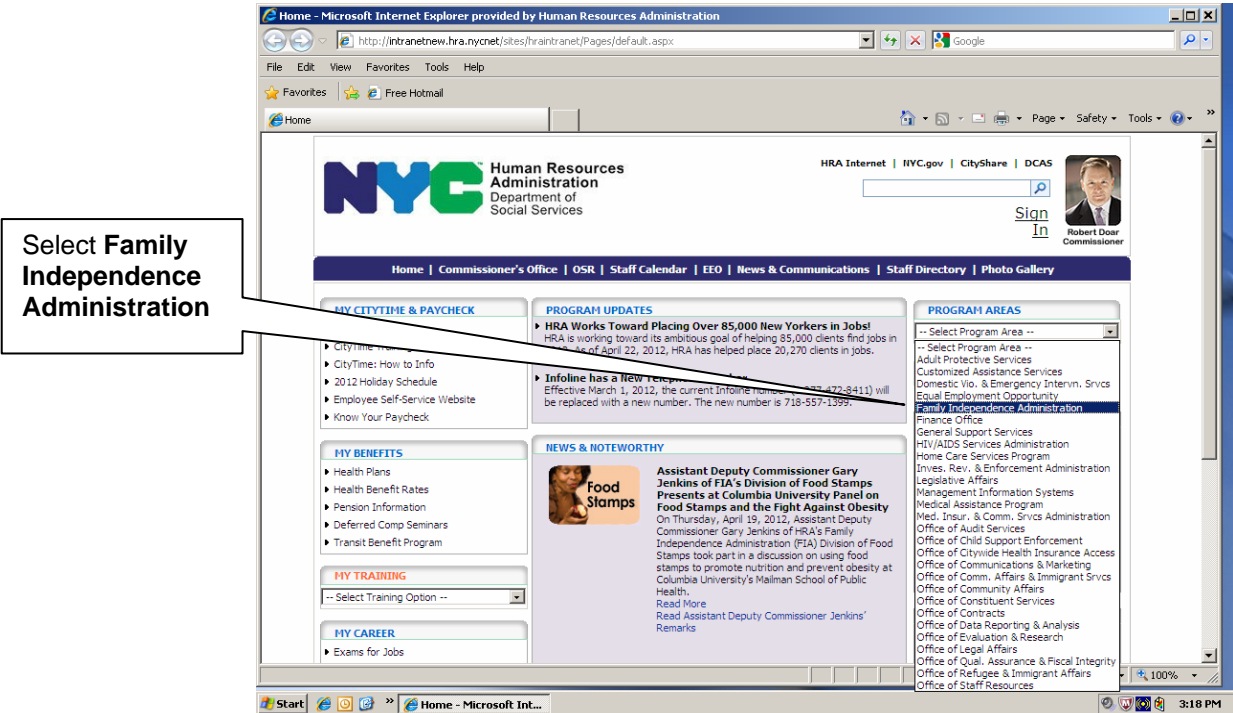 Home - Microsoft Internet Explorer provided by Human Resources Administration
http://intranetnew.hra.nycnet/sites/hraintranet/Pages/default.aspx
Google
File Edit View Favorites Tools Help
Favorites Free Hotmail
Home
Page Safety Tools
NYC
Human Resources
Administration
Department of
Social Services
HRA Internet | NYC.gov | CityShare | DCAS
Sign
In
Robert Doar
Commissioner
Select Family
Independence
Administration
Home | Commissioner's Office | OSR | Staff Calendar | EEO | News & Communications | Staff Directory | Photo Gallery
MY CITYTIME & PAYCHECK
CityTime: How to Info
2012 Holiday Schedule
Employee Self-Service Website
Know Your Paycheck
MY BENEFITS
Health Plans
Health Benefit Rates
Pension Information
Deferred Comp Seminars
Transit Benefit Program
MY TRAINING
-- Select Training Option --
MY CAREER
Exams for Jobs
PROGRAM UPDATES
HRA Works Toward Placing Over 85,000 New Yorkers in Jobs!
HRA is working toward its ambitious goal of helping 85,000 clients find jobs in
As of April 22, 2012, HRA has helped place 20,270 clients in jobs.
Infoline has a New
Effective March 1, 2012, the current Infoline number 472-8411) will
be replaced with a new number. The new number is 718-557-1399.
NEWS & NOTEWORTHY
Food
Stamps
Assistant Deputy Commissioner Gary
Jenkins of FIA's Division of Food Stamps
Presents at Columbia University Panel on
Food Stamps and the Fight Against Obesity
On Thursday, April 19, 2012, Assistant Deputy
Commissioner Gary Jenkins of HRA's Family
Independence Administration (FIA) Division of Food
Stamps took part in a discussion on using food
stamps to promote nutrition and prevent obesity at
Columbia University's Mailman School of Public
Health.
Read More
Read Assistant Deputy Commissioner Jenkins'
Remarks
PROGRAM AREAS
-- Select Program Area --
-- Select Program Area --
Adult Protective Services
Customized Assistance Services
Domestic Vio. & Emergency Intervn. Srvcs
Equal Employment Opportunity
Family Independence Administration
Finance Office
General Support Services
HIV/AIDS Services Administration
Home Care Services Program
Inves. Rev. & Enforcement Administration
Legislative Affairs
Management Information Systems
Medical Assistance Program
Med. Insur. & Comm. Srvcs Administration
Office of Audit Services
Office of Child Support Enforcement
Office of Citywide Health Insurance Access
Office of Communications & Marketing
Office of Comm. Affairs & Immigrant Srvcs
Office of Community Affairs
Office of Constituent Services
Office of Contracts
Office of Data Reporting & Analysis
Office of Evaluation & Research
Office of Legal Affairs
Office of Qual. Assurance & Fiscal Integrity
Office of Refugee & Immigrant Affairs
Office of Staff Resources
100%
Start
Home - Microsoft Int...
3:18 PM